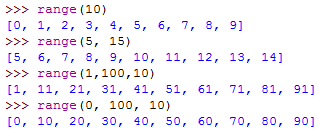 >>> range(10)
[0, 1, 2, 3, 4, 5, 6, 7, 8, 9]
>>> range(5, 15)
[5, 6, 7, 8, 9, 10, 11, 12, 13, 14]
>>> range(1,100,10)
[1, 11, 21, 31, 41, 51, 61, 71, 81, 91]
>>> range(0, 100, 10)
[0, 10, 20, 30, 40, 50, 60, 70, 80, 90]